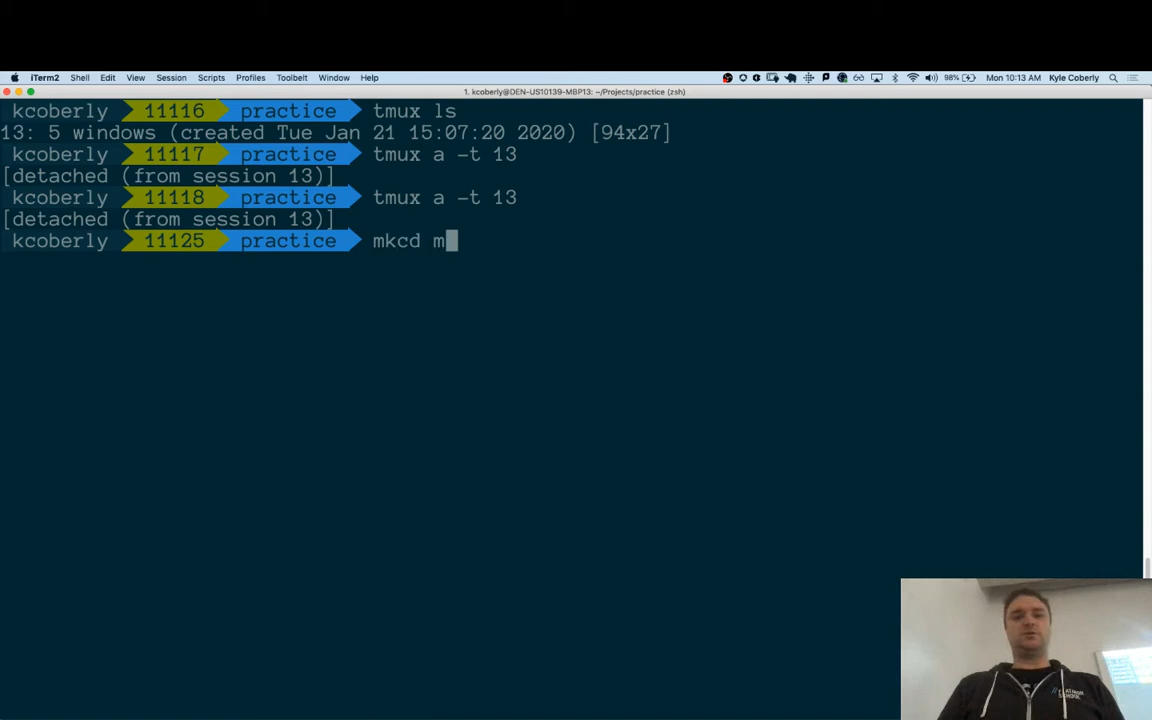 iTerm2 Shell Edit View Session Scripts Profiles Toolbelt Window Help 98% Mon 10:13 AM Kyle Coberly
1. kcoberly@DEN-US10139-MBP13: ~/Projects/practice (zsh)
kcoberly 11116 practice tmux ls
13: 5 windows (created Tue Jan 21 15:07:20 2020) [94x27]
kcoberly 11117 practice tmux a -t 13
[detached (from session 13)]
kcoberly 11118 practice tmux a -t 13
[detached (from session 13)]
kcoberly 11125 practice mkcd m
SCHOOL